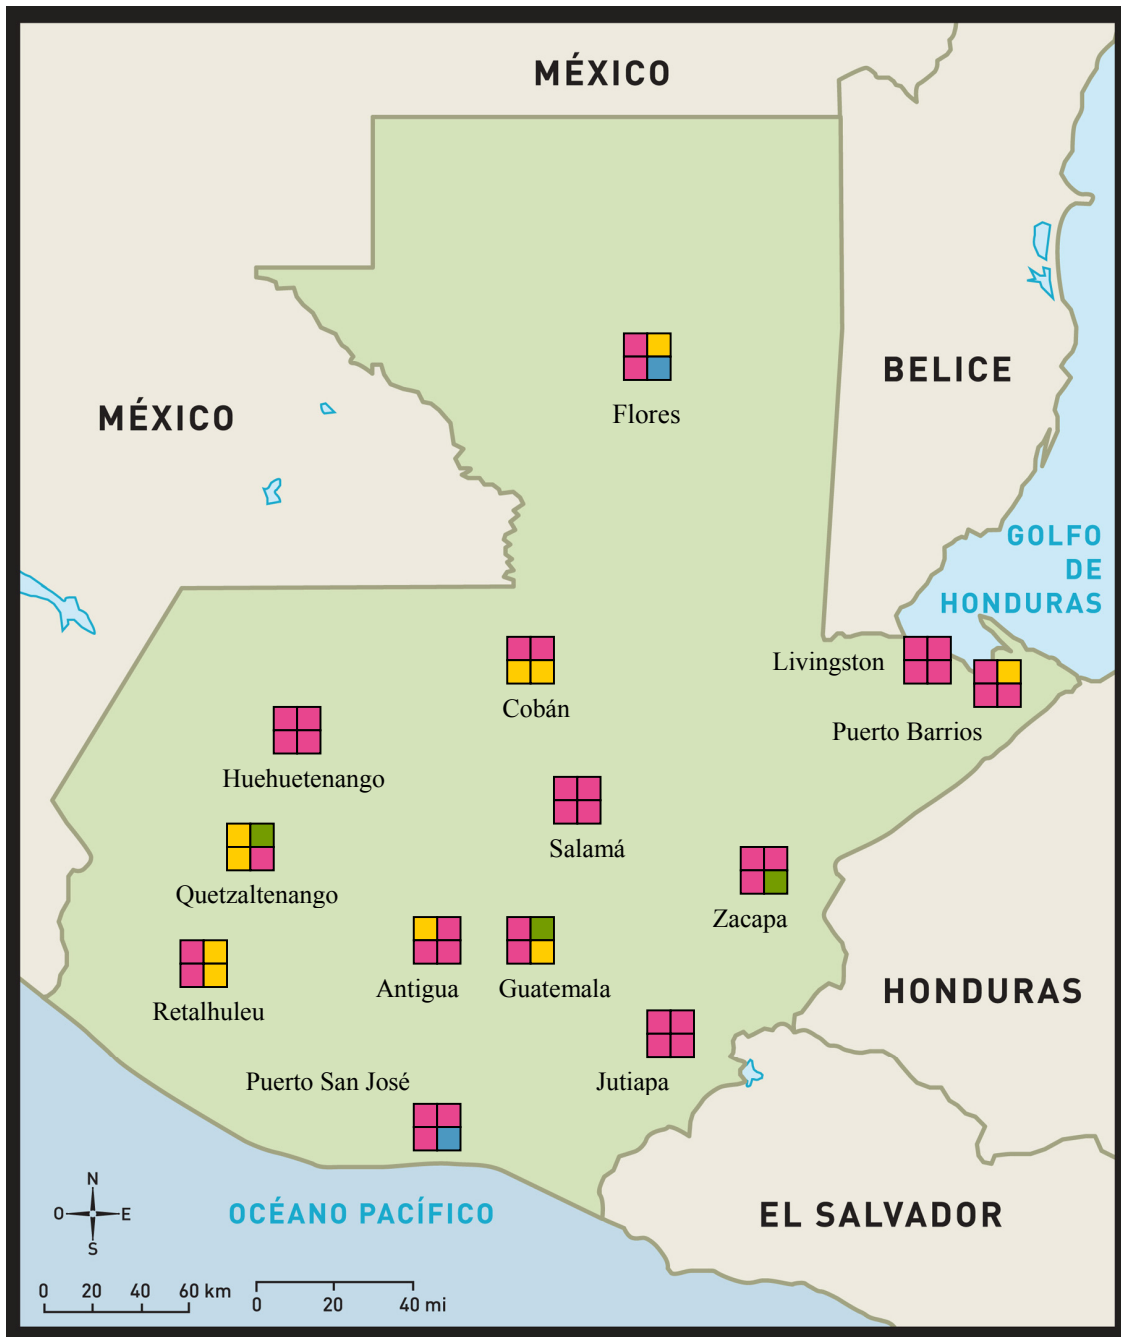 MÉXICO
BELICE
Flores
MÉXICO
GOLFO
DE
HONDURAS
Livingston
Cobán
Puerto Barrios
Huehuetenango
Salamá
Quetzaltenango
Zacapa
Antigua
Guatemala
HONDURAS
Retalhuleu
Puerto San José
Jutiapa
N
O
E
S
OCÉANO PACÍFICO
EL SALVADOR
0 20 40 60 km
0 20 40 mi